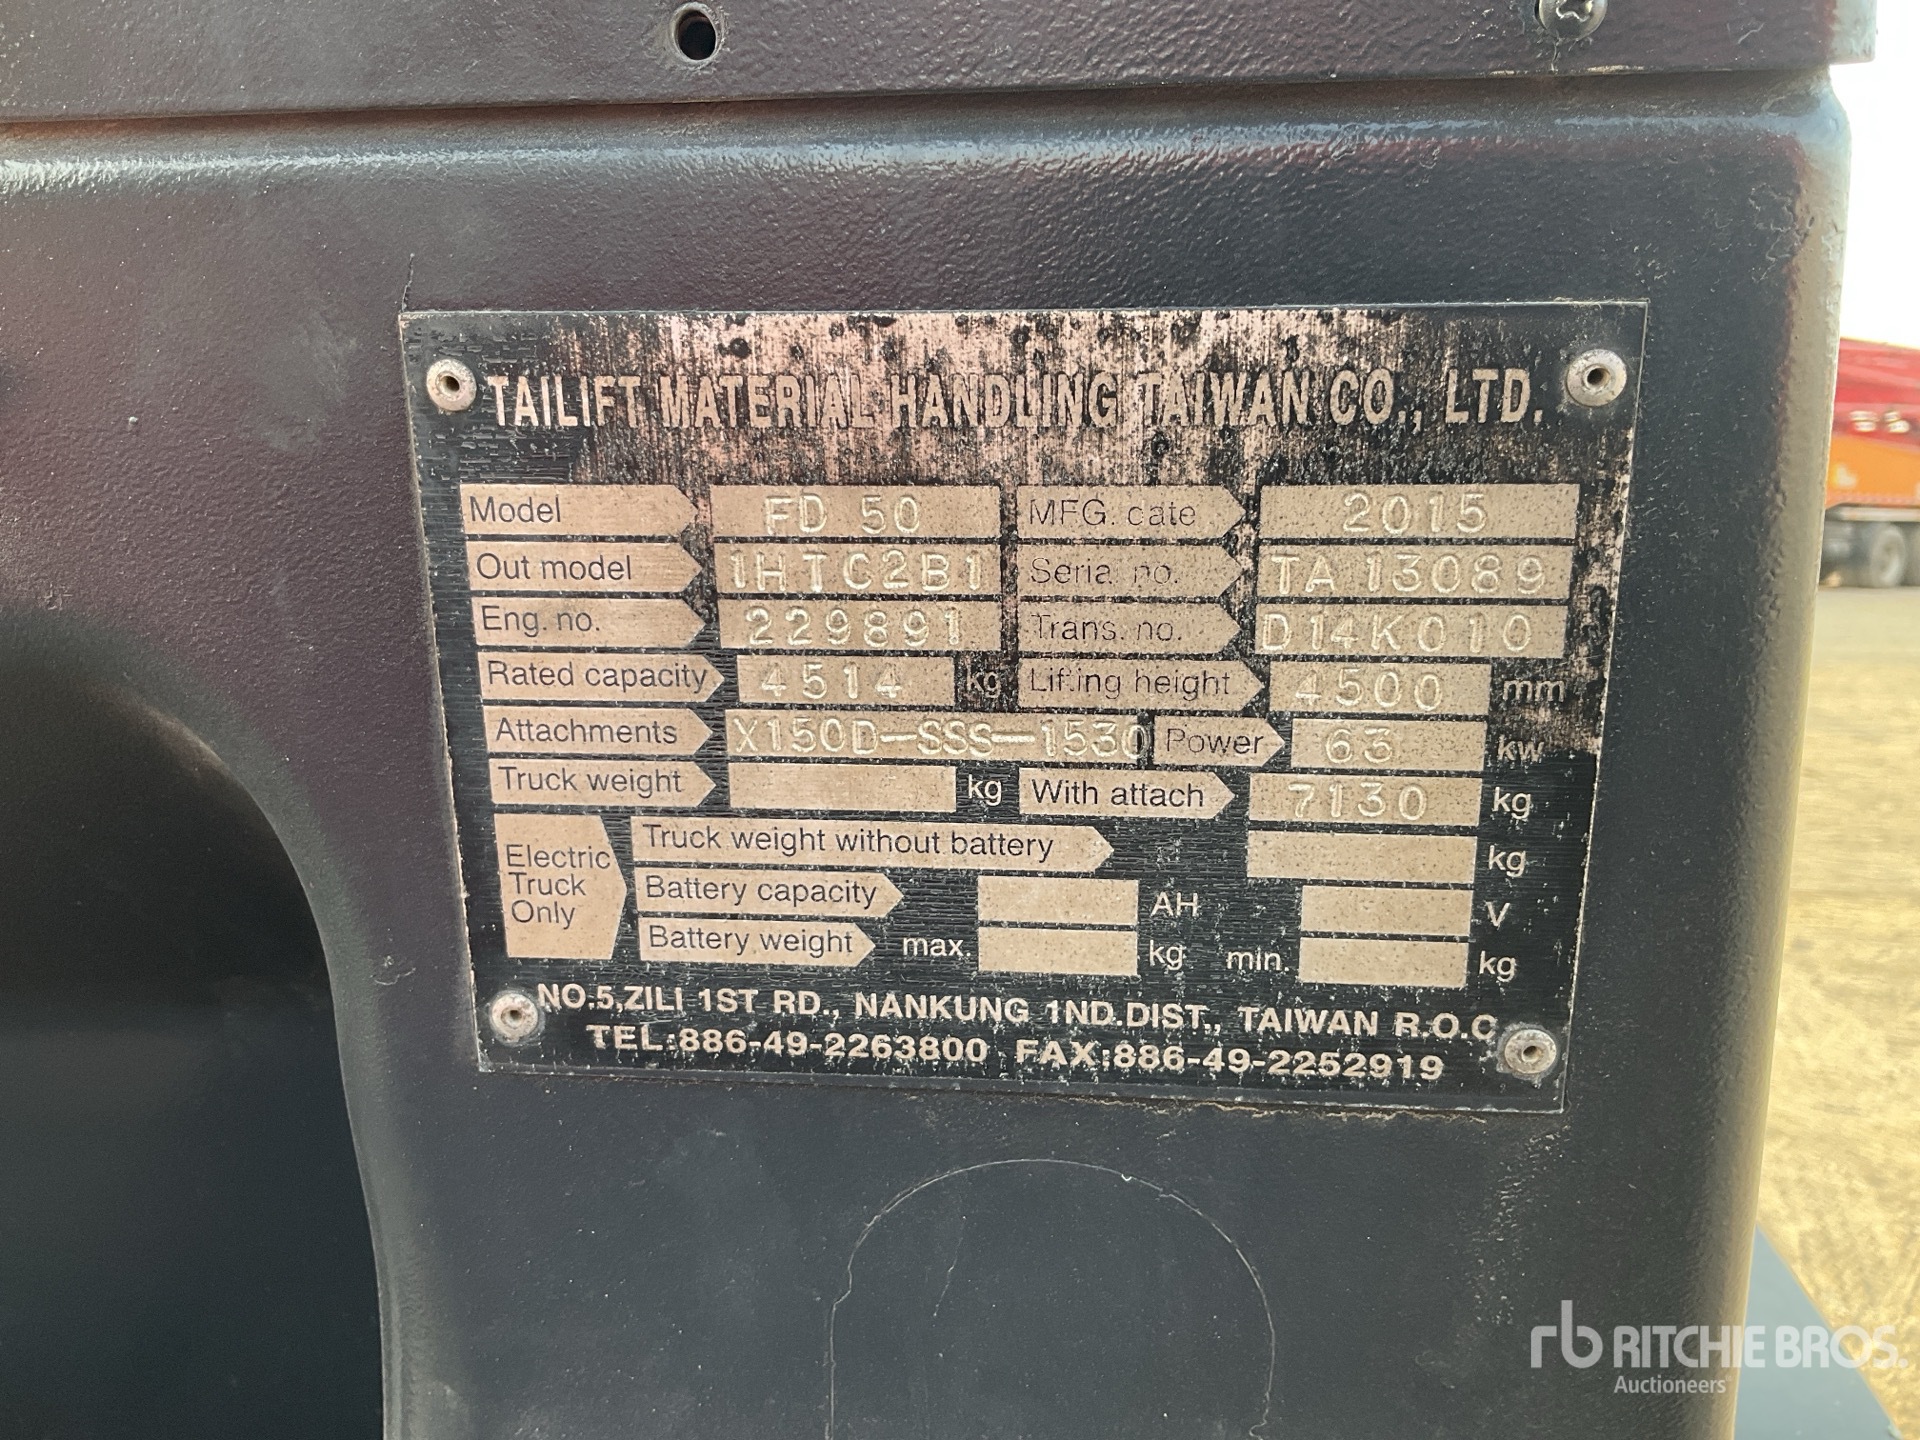 TAILIFT MATERIAL HANDLING TAIWAN CO., LTD.
Model FD 50 MFG. date 2015
Out model 1HTC2B1 Serial no. TA 13089
Eng. no. 229891 Trans. no. D14K010
Rated capacity 4514 kg Lifting height 4500 mm
Attachments X150D-SSS-1530 Power 63 kw
Truck weight kg With attach 7130 kg
Electric Truck Only
Truck weight without battery kg
Battery capacity AH V
Battery weight max. kg min. kg
NO.5,ZILI 1ST RD., NANKUNG 1ND.DIST., TAIWAN R.O.C
TEL:886-49-2263800 FAX:886-49-2252919
rb RITCHIE BROS.
Auctioneers